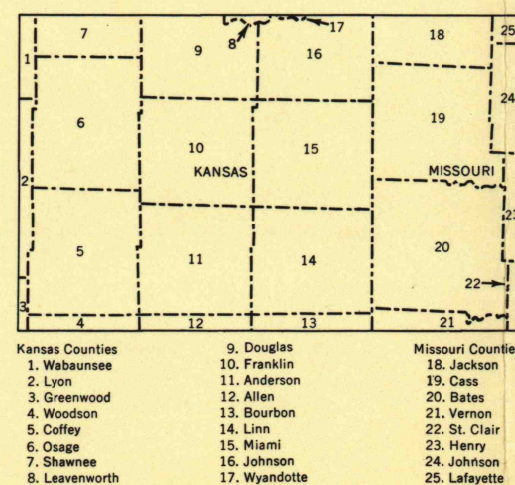 7
9
8
17
16
18
25
1
24
6
10
15
19
KANSAS
MISSOURI
2
23
5
11
14
20
22
3
4
12
13
21
Kansas Counties
1. Wabaunsee
2. Lyon
3. Greenwood
4. Woodson
5. Coffey
6. Osage
7. Shawnee
8. Leavenworth
9. Douglas
10. Franklin
11. Anderson
12. Allen
13. Bourbon
14. Linn
15. Miami
16. Johnson
17. Wyandotte
Missouri Countie
18. Jackson
19. Cass
20. Bates
21. Vernon
22. St. Clair
23. Henry
24. Johnson
25. Lafayette